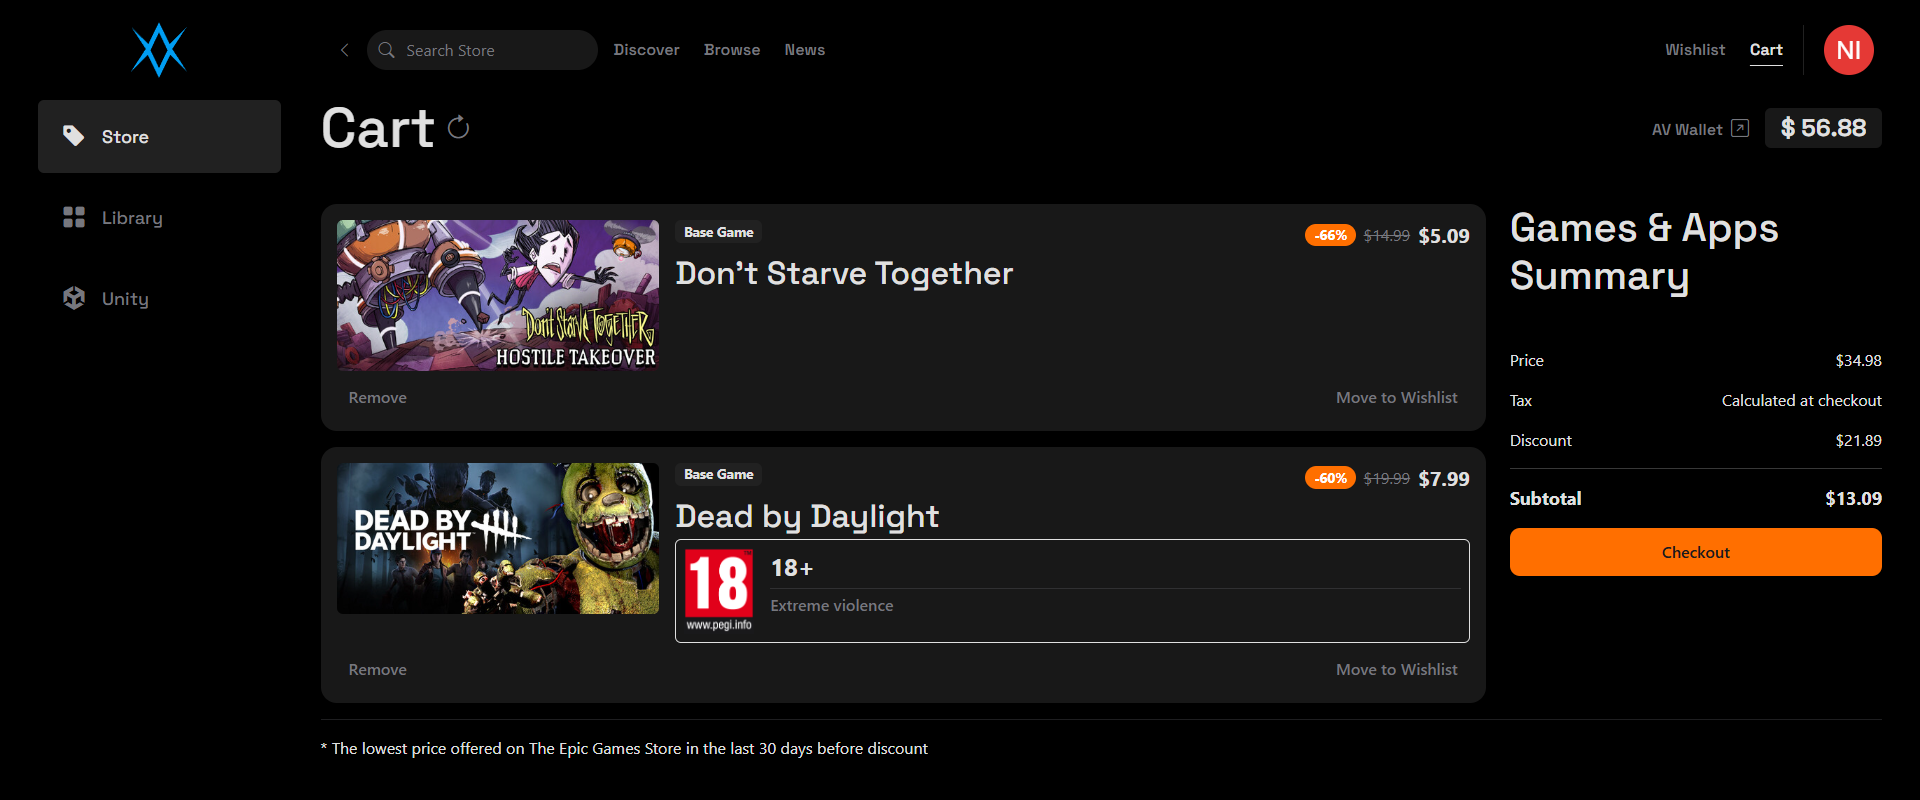 Search Store
Discover
Browse
News
Wishlist
Cart
NI
Store
Library
Unity
Cart
AV Wallet
$ 56.88
Don't Starve Together
HOSTILE TAKEOVER
Base Game
Don't Starve Together
-66% $14.99 $5.09
Remove
Move to Wishlist
DEAD BY
DAYLIGHT
Base Game
Dead by Daylight
-60% $19.99 $7.99
18
www.pegi.info
18+
Extreme violence
Remove
Move to Wishlist
Games & Apps
Summary
Price $34.98
Tax Calculated at checkout
Discount $21.89
Subtotal $13.09
Checkout
* The lowest price offered on The Epic Games Store in the last 30 days before discount